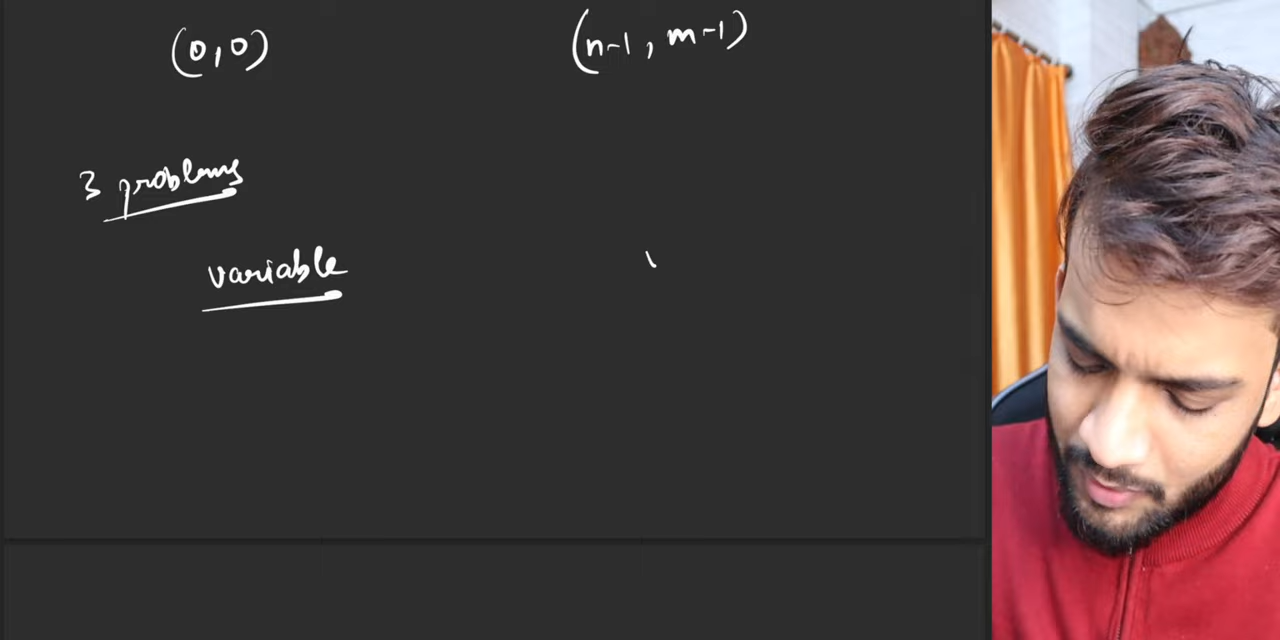 (0,0) (n-1, m-1)
3 problems
variable